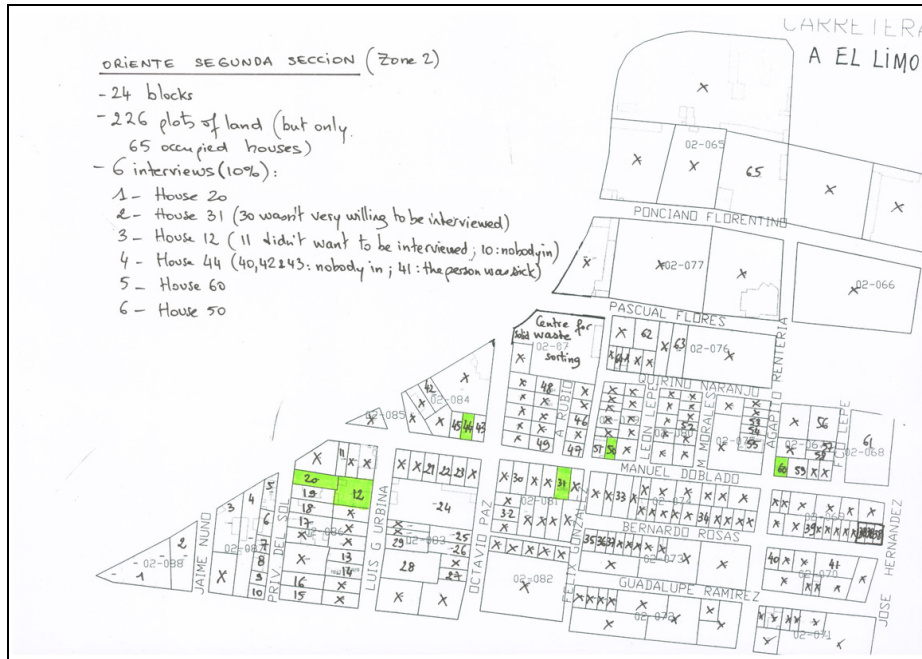 CARRETERA
A EL LIMO
ORIENTE SEGUNDA SECCION (Zone 2)
- 24 blocks
- 226 plots of land (but only
65 occupied houses)
- 6 interviews (10%):
1 - House 20
2 - House 31 (30 wasn't very willing to be interviewed)
3 - House 12 (11 didn't want to be interviewed; 10: nobody in)
4 - House 44 (40,42&43: nobody in; 41: the person was sick)
5 - House 60
6 - House 50
02-065
65
PONCIANO FLORENTINO
02-077
02-066
PASCUAL FLORES
Centre for
solid waste
sorting
62
63
02-076
RENTERIA
QUIRINO NARANJO
02-084
42
02-085
45 44 43
48
46
49
47
A RUBIO
51 50
LEON LEPE
52
M MORALES
53
54
55
AGAPITO
56
57
58
60 59
FCO LEPE
61
02-068
MANUEL DOBLADO
11
20
12
19
18
17
13
14
16
15
LUIS G URBINA
21 22 23
24
25
26
27
28
29
02-083
OCTAVIO PAZ
30
31
32
02-081
02-082
FELIX GONZALEZ
33
34
BERNARDO ROSAS
35 36 37
02-073
GUADALUPE RAMIREZ
39
40
41
02-070
02-071
JOSE HERNANDEZ
1
2
02-088
JAIME NUNO
3
4
5
6
7
8
9
10
PRIV. DEL SOL